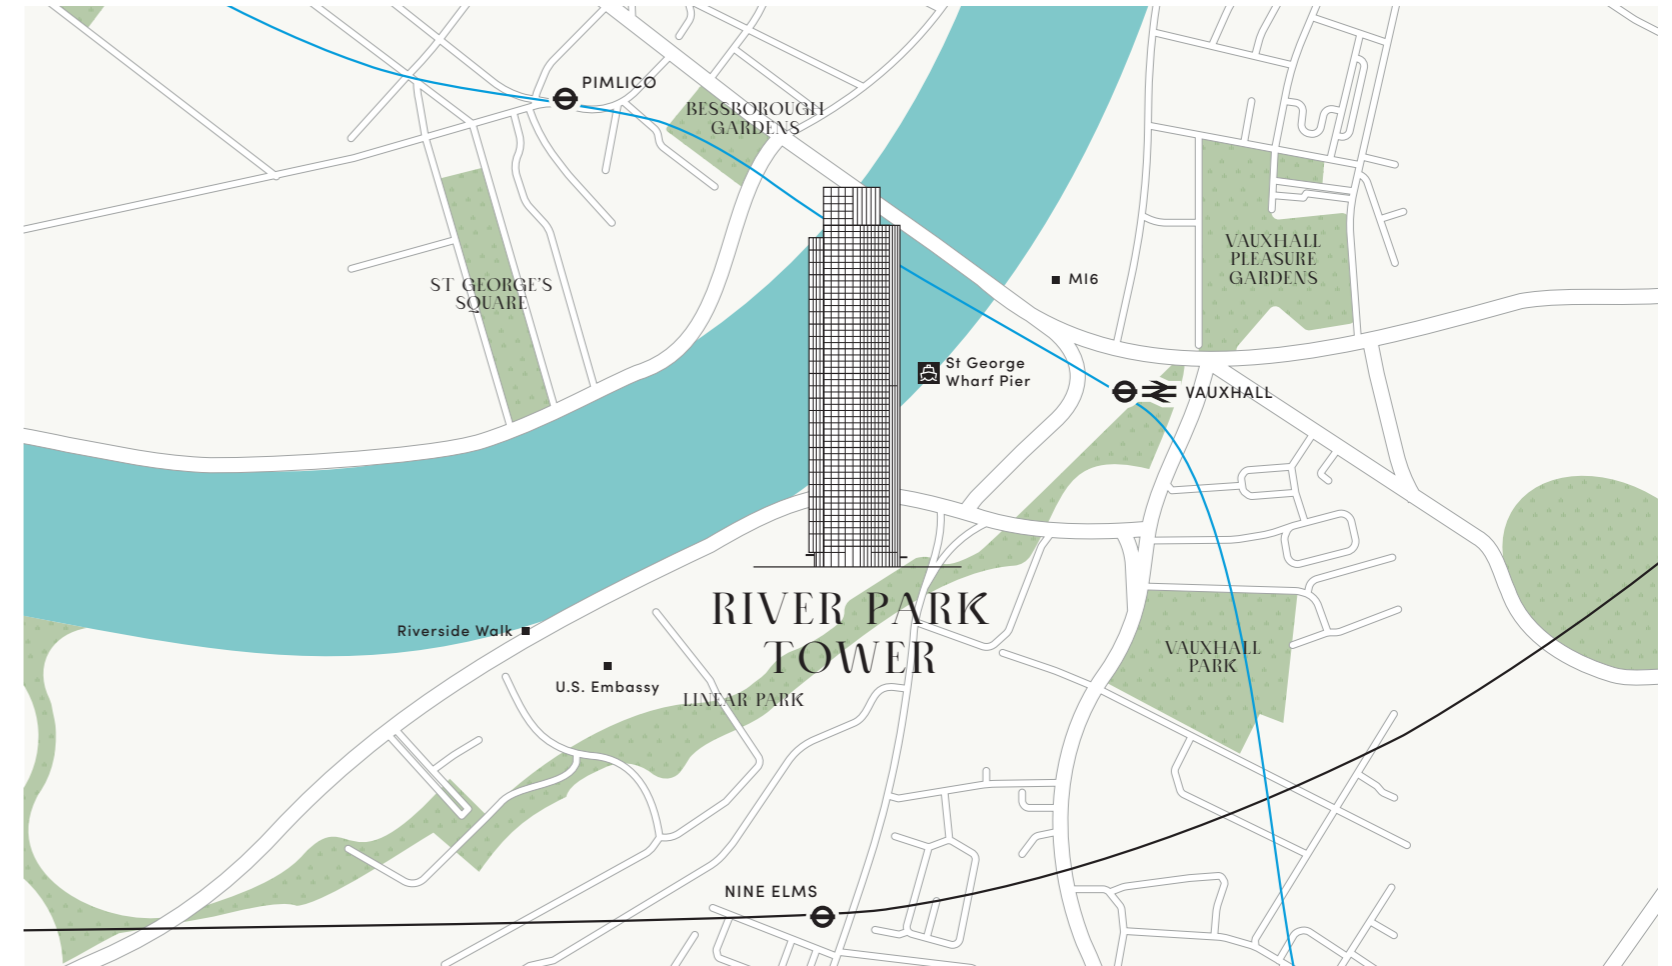 PIMLICO
BESSBOROUGH
GARDENS
VAUXHALL
PLEASURE
GARDENS
MI6
ST GEORGE'S
SQUARE
St George
Wharf Pier
VAUXHALL
RIVER PARK
TOWER
Riverside Walk
VAUXHALL
PARK
U.S. Embassy
LINEAR PARK
NINE ELMS